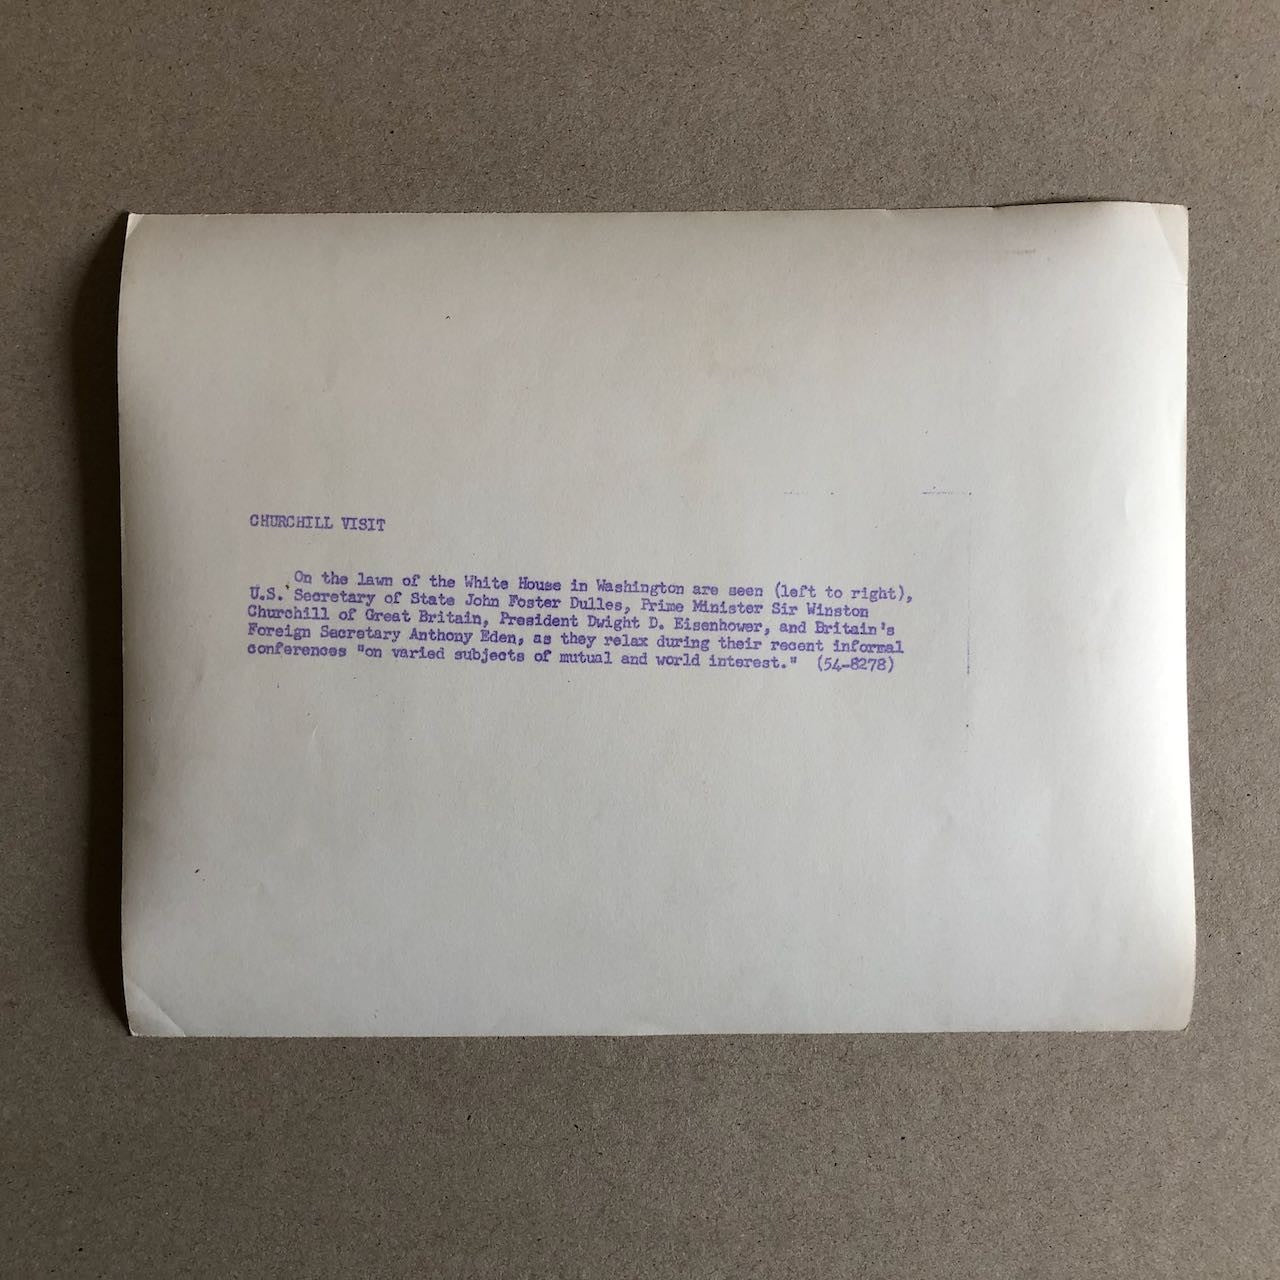 CHURCHILL VISIT
On the lawn of the White House in Washington are seen (left to right),
U.S. Secretary of State John Foster Dulles, Prime Minister Sir Winston
Churchill of Great Britain, President Dwight D. Eisenhower, and Britain's
Foreign Secretary Anthony Eden, as they relax during their recent informal
conferences "on varied subjects of mutual and world interest." (54-8278)